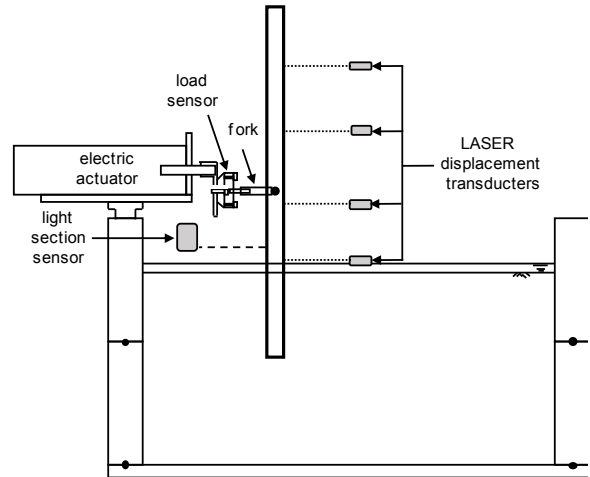 load
sensor
fork
electric
actuator
LASER
displacement
transducters
light
section
sensor